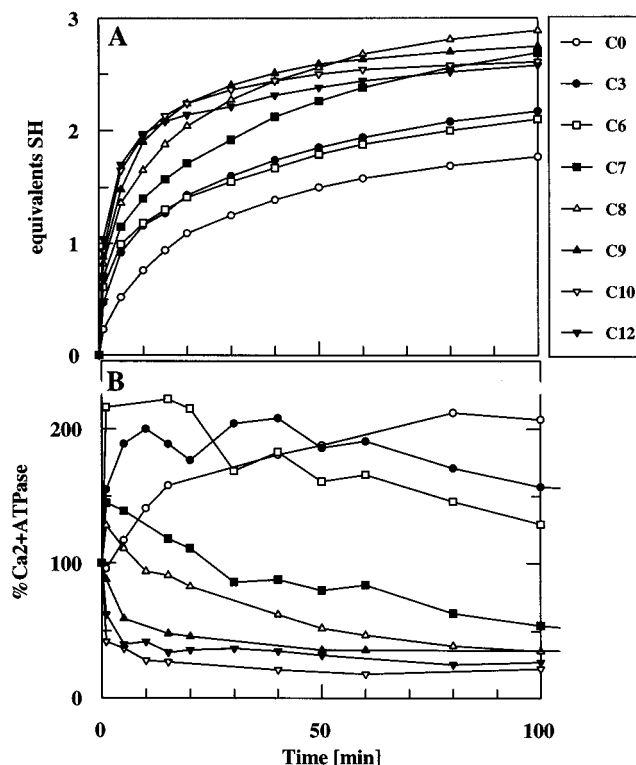 A
3
2
1
0
equivalents SH
C0
C3
C6
C7
C8
C9
C10
C12
B
200
100
0
%Ca2+ATPase
0
50
100
Time [min]